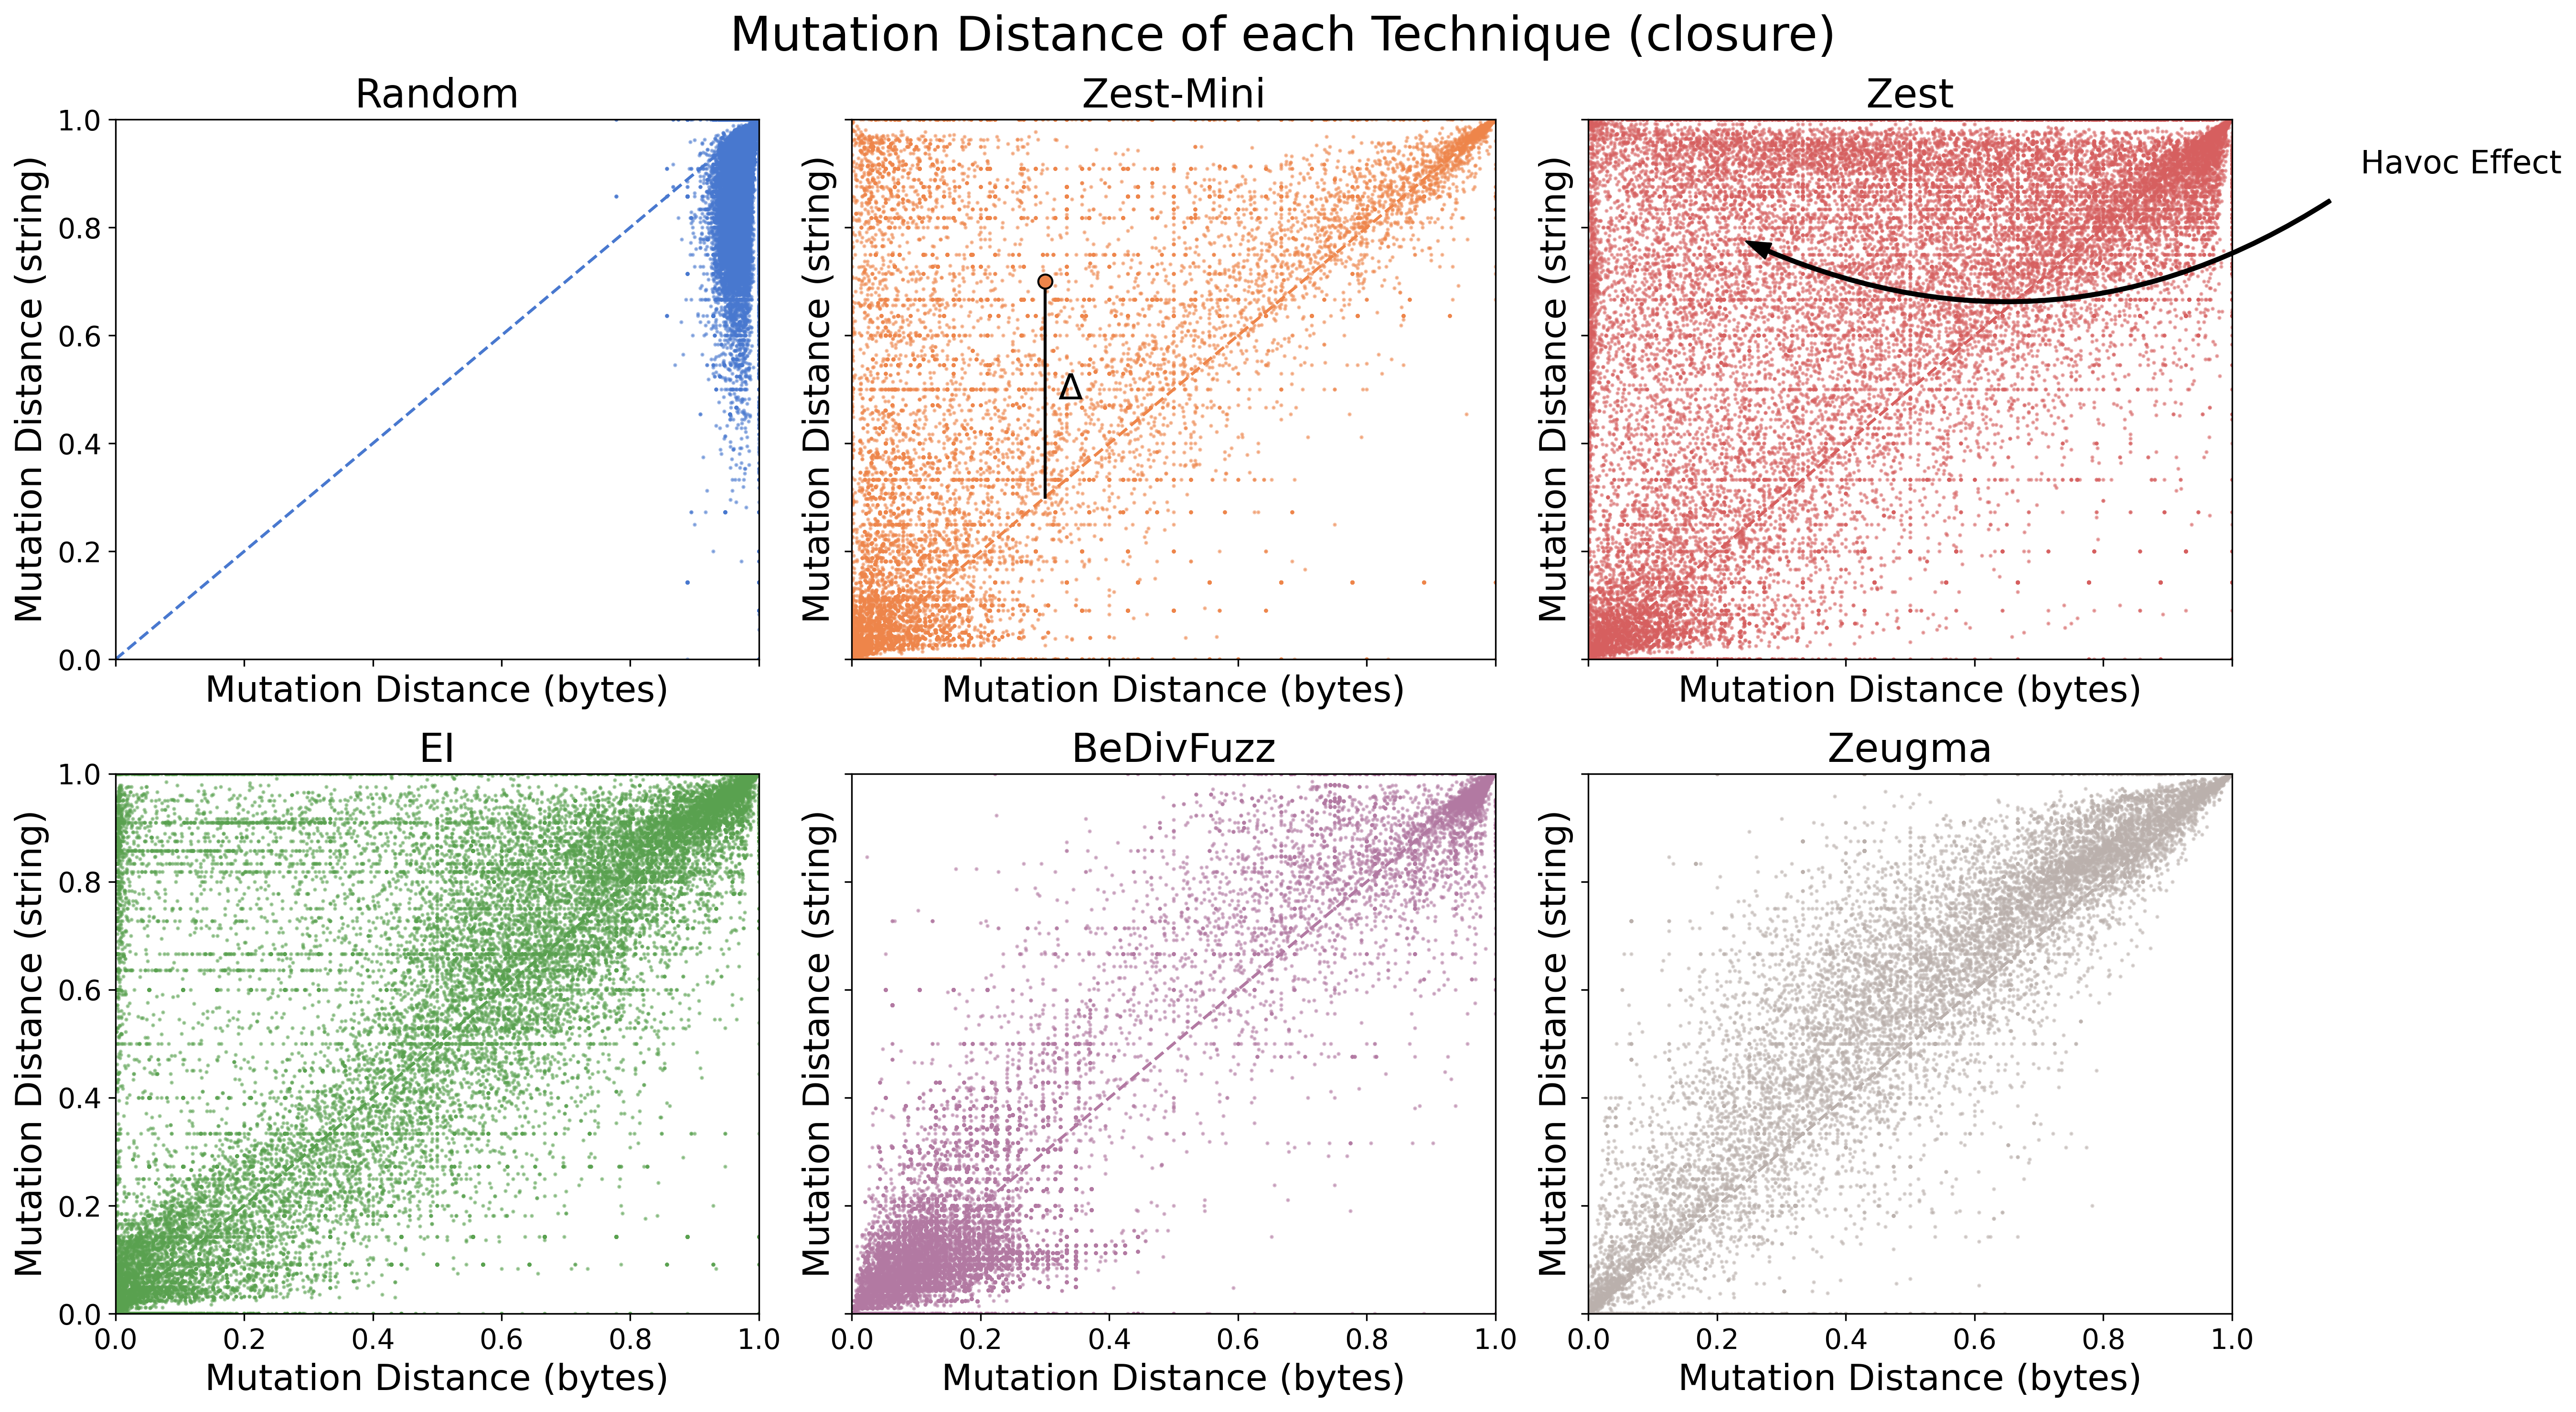 Mutation Distance of each Technique (closure)
Random
Zest-Mini
Zest
Havoc Effect
Mutation Distance (string)
1.0
0.8
0.6
0.4
0.2
0.0
Mutation Distance (bytes)
Mutation Distance (string)
Δ
Mutation Distance (bytes)
Mutation Distance (string)
Mutation Distance (bytes)
EI
BeDivFuzz
Zeugma
Mutation Distance (string)
1.0
0.8
0.6
0.4
0.2
0.0
0.0 0.2 0.4 0.6 0.8 1.0
Mutation Distance (bytes)
Mutation Distance (string)
0.0 0.2 0.4 0.6 0.8 1.0
Mutation Distance (bytes)
Mutation Distance (string)
0.0 0.2 0.4 0.6 0.8 1.0
Mutation Distance (bytes)